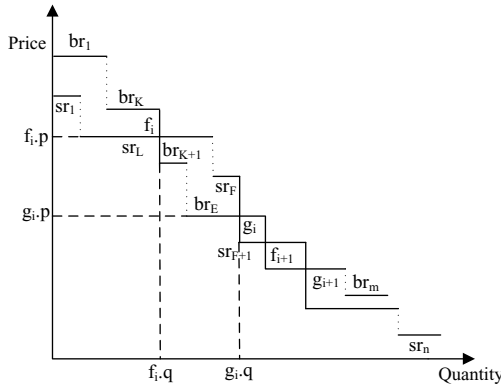 Price
br1
sr1
brK
fi
fi.p
srL
brK+1
srF
gi.p
brE
gi
srF+1
fi+1
gi+1
brm
srn
fi.q
gi.q
Quantity